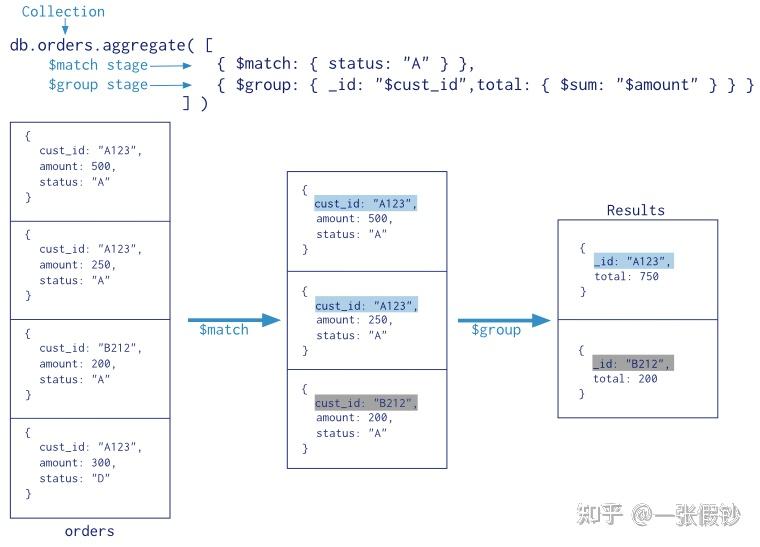 Collection
db.orders.aggregate( [
$match stage { $match: { status: "A" } },
$group stage { $group: { _id: "$cust_id",total: { $sum: "$amount" } } }
] )
{
cust_id: "A123",
amount: 500,
status: "A"
}
{
cust_id: "A123",
amount: 250,
status: "A"
}
{
cust_id: "B212",
amount: 200,
status: "A"
}
{
cust_id: "A123",
amount: 300,
status: "D"
}
orders
$match
{
cust_id: "A123",
amount: 500,
status: "A"
}
{
cust_id: "A123",
amount: 250,
status: "A"
}
{
cust_id: "B212",
amount: 200,
status: "A"
}
$group
Results
{
_id: "A123",
total: 750
}
{
_id: "B212",
total: 200
}
知乎 @一张假钞